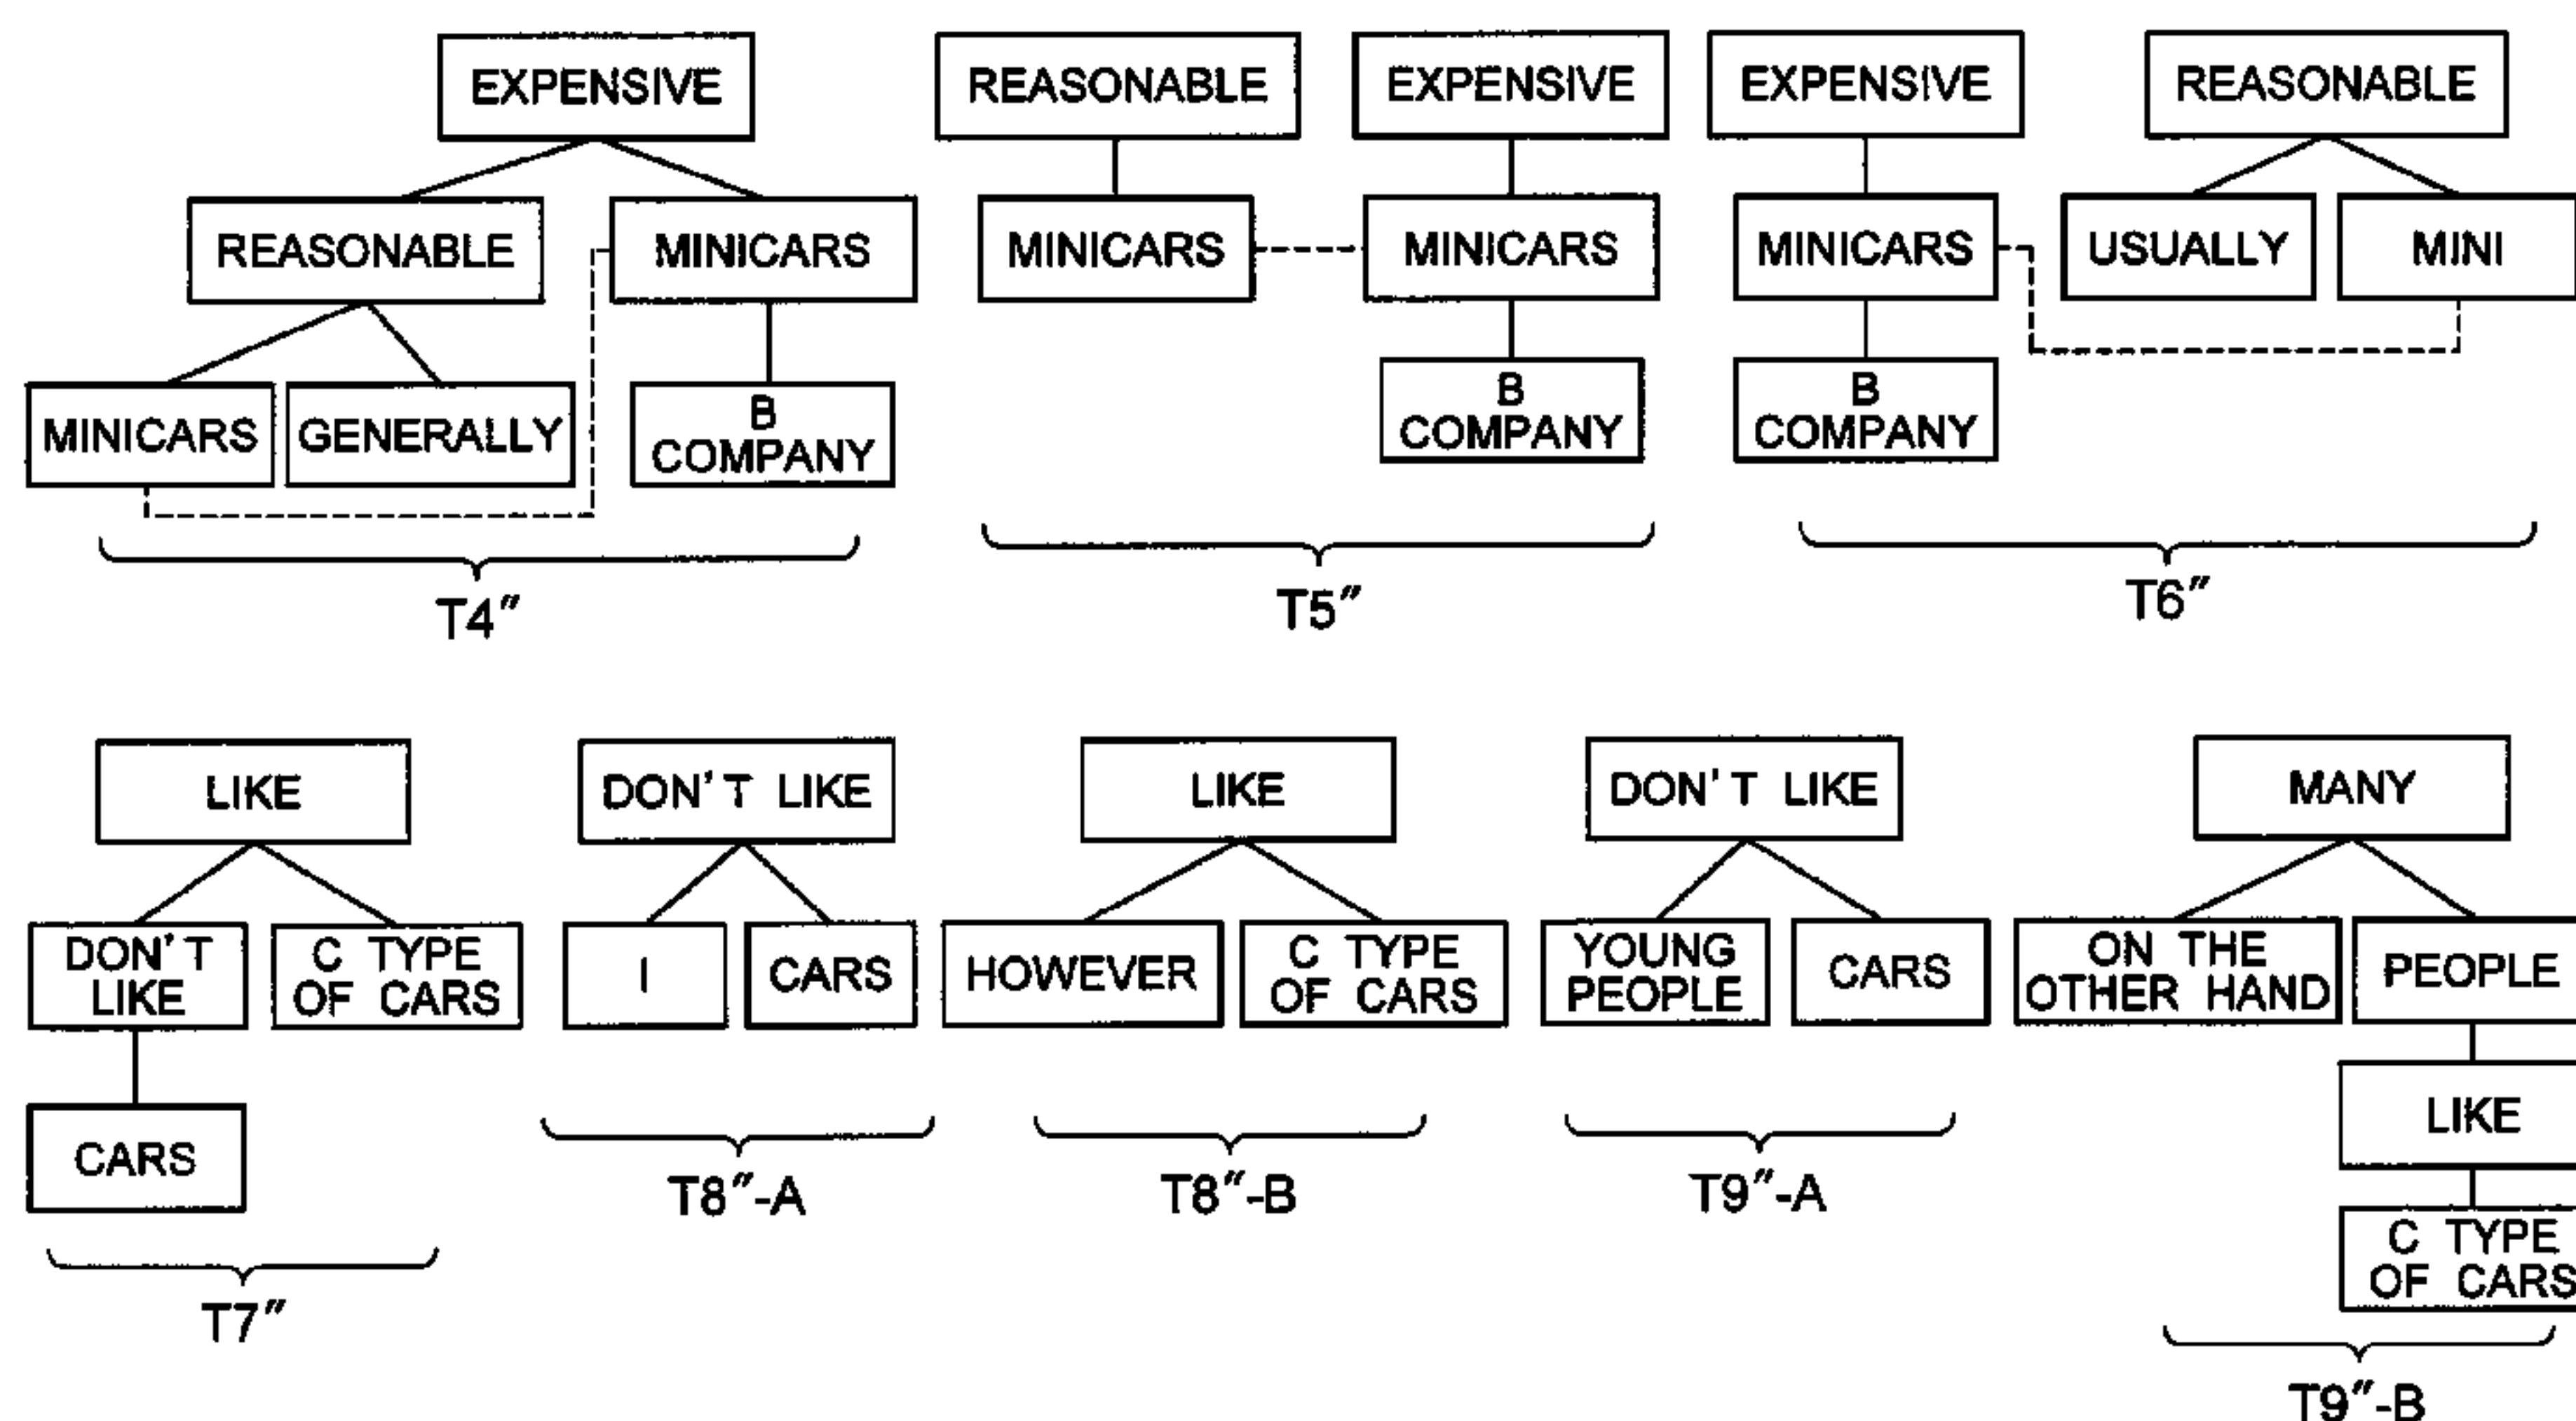 EXPENSIVE
REASONABLE
MINICARS
MINICARS
GENERALLY
B
COMPANY
T4″
REASONABLE
EXPENSIVE
MINICARS
MINICARS
B
COMPANY
T5″
EXPENSIVE
REASONABLE
MINICARS
USUALLY
MINI
B
COMPANY
T6″
LIKE
DON'T
LIKE
C TYPE
OF CARS
CARS
T7″
DON'T LIKE
I
CARS
T8″-A
LIKE
HOWEVER
C TYPE
OF CARS
T8″-B
DON'T LIKE
YOUNG
PEOPLE
CARS
T9″-A
MANY
ON THE
OTHER HAND
PEOPLE
LIKE
C TYPE
OF CARS
T9″-B